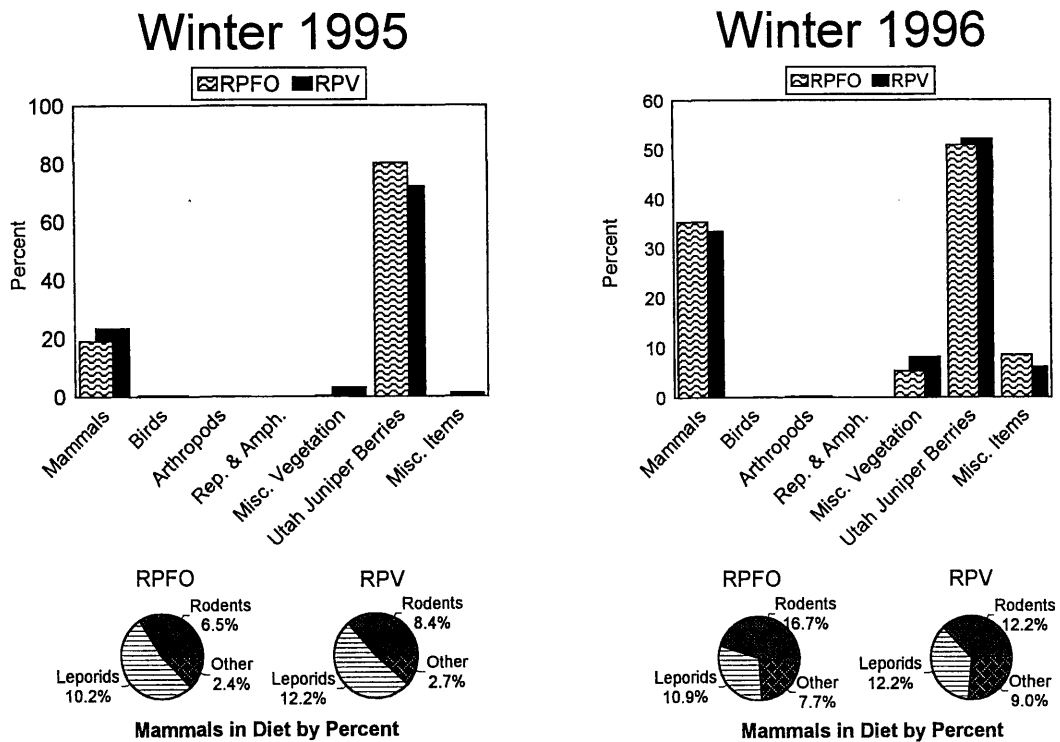 Winter 1995
RPFO RPV
100
80
60
40
20
0
Percent
Mammals
Birds
Arthropods
Rep. & Amph.
Misc. Vegetation
Utah Juniper Berries
Misc. Items
RPFO
Rodents
6.5%
Leporids
10.2%
Other
2.4%
RPV
Rodents
8.4%
Leporids
12.2%
Other
2.7%
Mammals in Diet by Percent
Winter 1996
RPFO RPV
60
50
40
30
20
10
0
Percent
Mammals
Birds
Arthropods
Rep. & Amph.
Misc. Vegetation
Utah Juniper Berries
Misc. Items
RPFO
Rodents
16.7%
Leporids
10.9%
Other
7.7%
RPV
Rodents
12.2%
Leporids
12.2%
Other
9.0%
Mammals in Diet by Percent